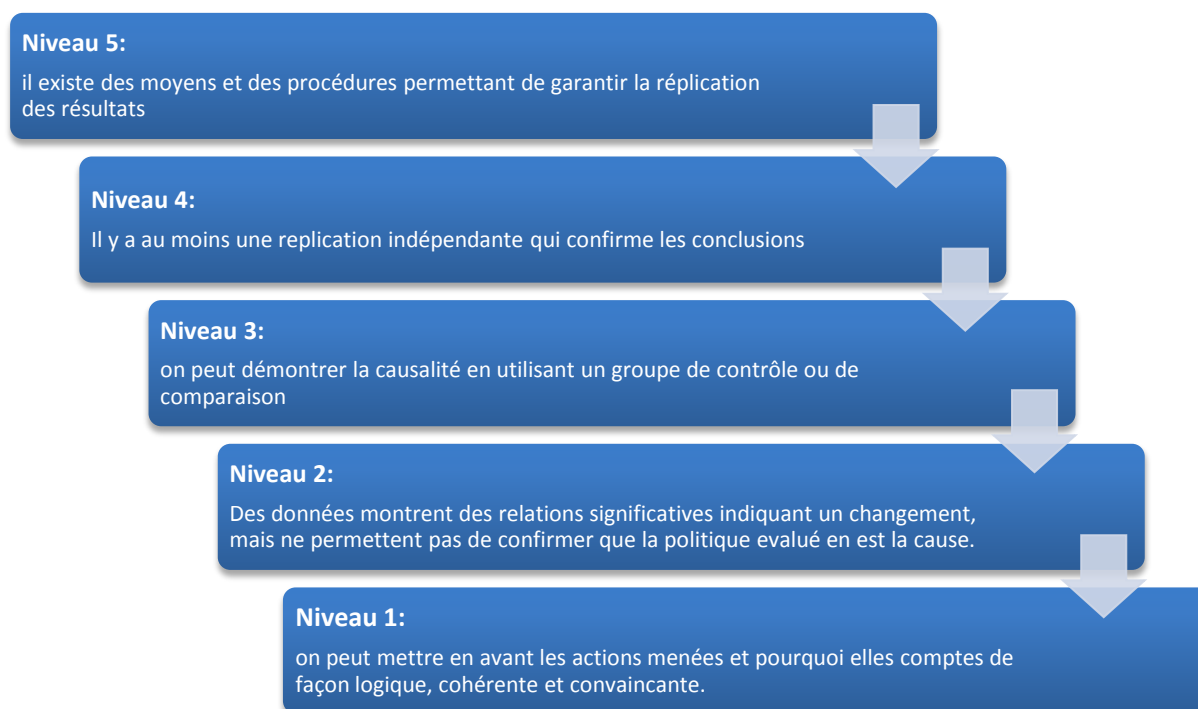 Niveau 5:
il existe des moyens et des procédures permettant de garantir la réplication
des résultats
Niveau 4:
Il y a au moins une replication indépendante qui confirme les conclusions
Niveau 3:
on peut démontrer la causalité en utilisant un groupe de contrôle ou de
comparaison
Niveau 2:
Des données montrent des relations significatives indiquant un changement,
mais ne permettent pas de confirmer que la politique evalué en est la cause.
Niveau 1:
on peut mettre en avant les actions menées et pourquoi elles comptes de
façon logique, cohérente et convaincante.